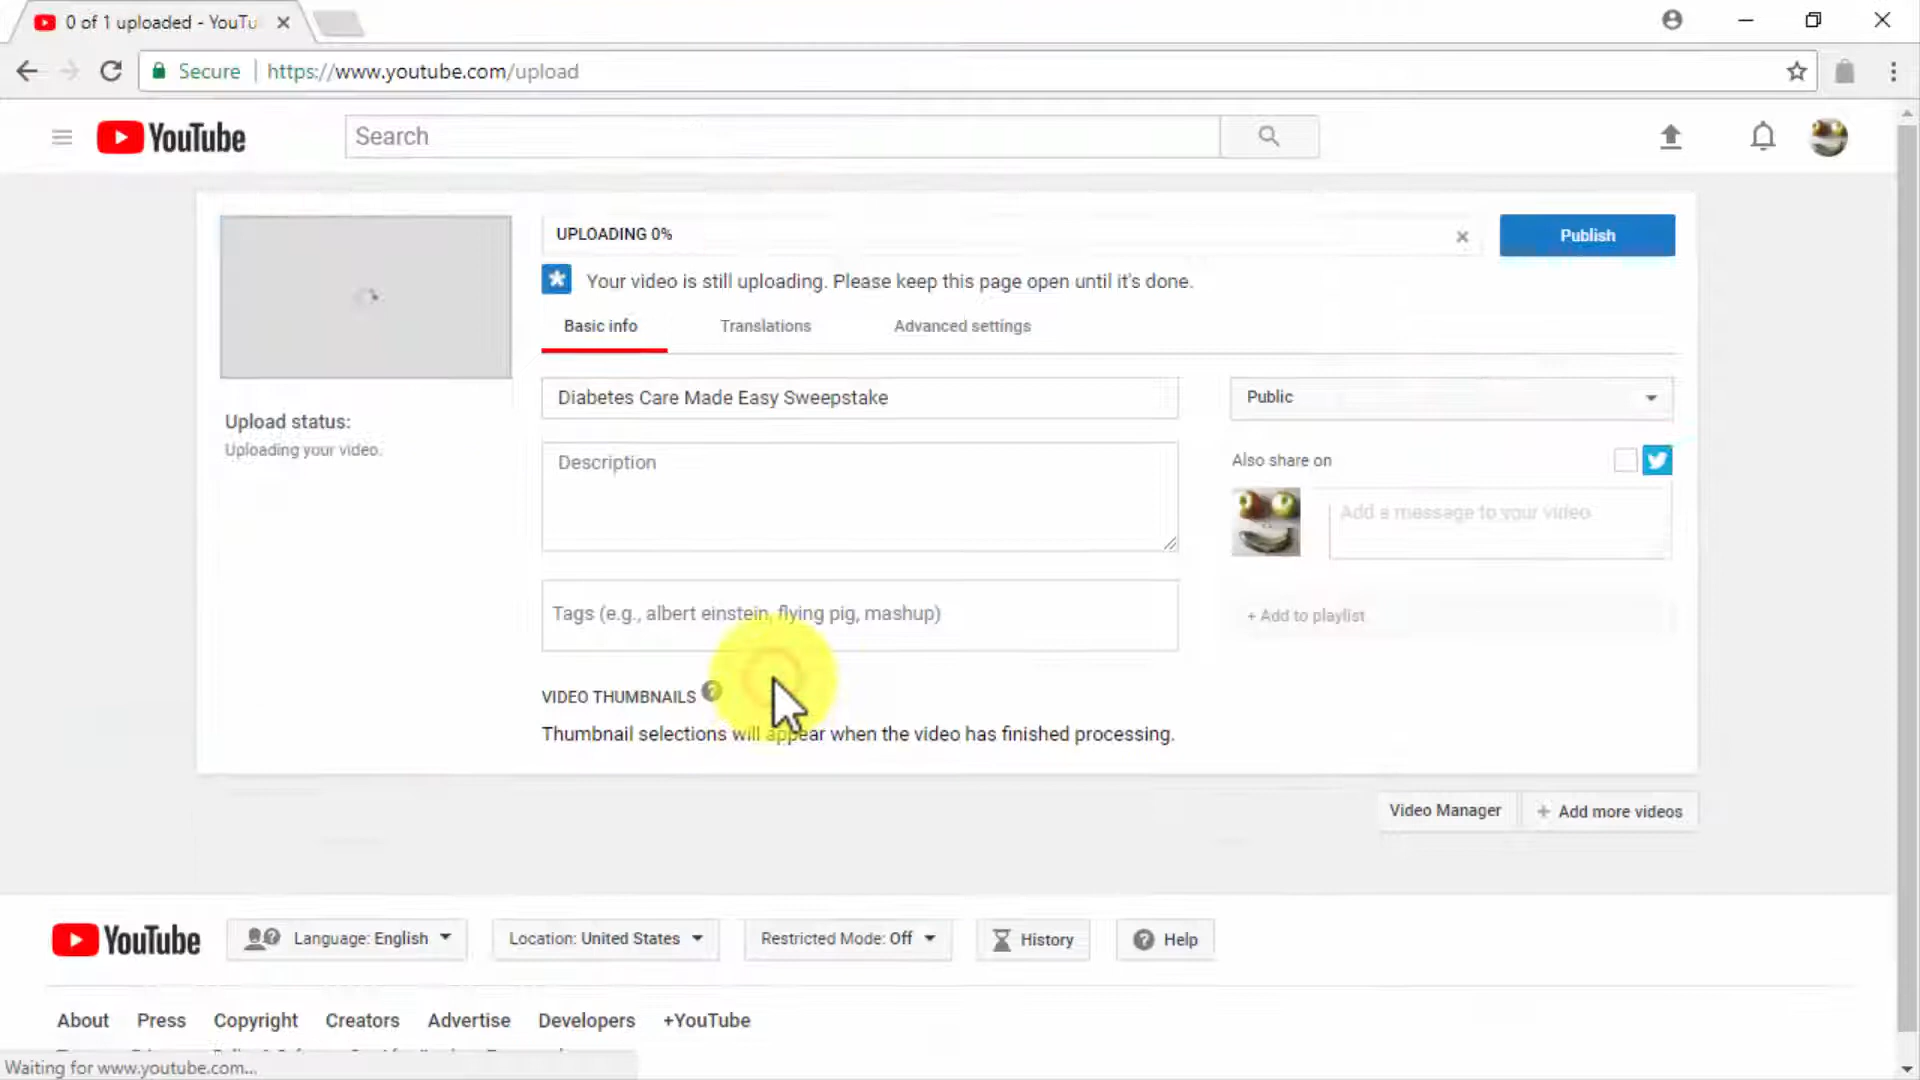 0 of 1 uploaded - YouTu
Secure https://www.youtube.com/upload
YouTube
Search
UPLOADING 0%
Publish
Your video is still uploading. Please keep this page open until it's done.
Basic info
Translations
Advanced settings
Diabetes Care Made Easy Sweepstake
Public
Upload status:
Uploading your video.
Description
Also share on
Add a message to your video
Tags (e.g., albert einstein, flying pig, mashup)
+ Add to playlist
VIDEO THUMBNAILS ?
Thumbnail selections will appear when the video has finished processing.
Video Manager
+ Add more videos
YouTube
Language: English
Location: United States
Restricted Mode: Off
History
? Help
About Press Copyright Creators Advertise Developers +YouTube
Waiting for www.youtube.com...